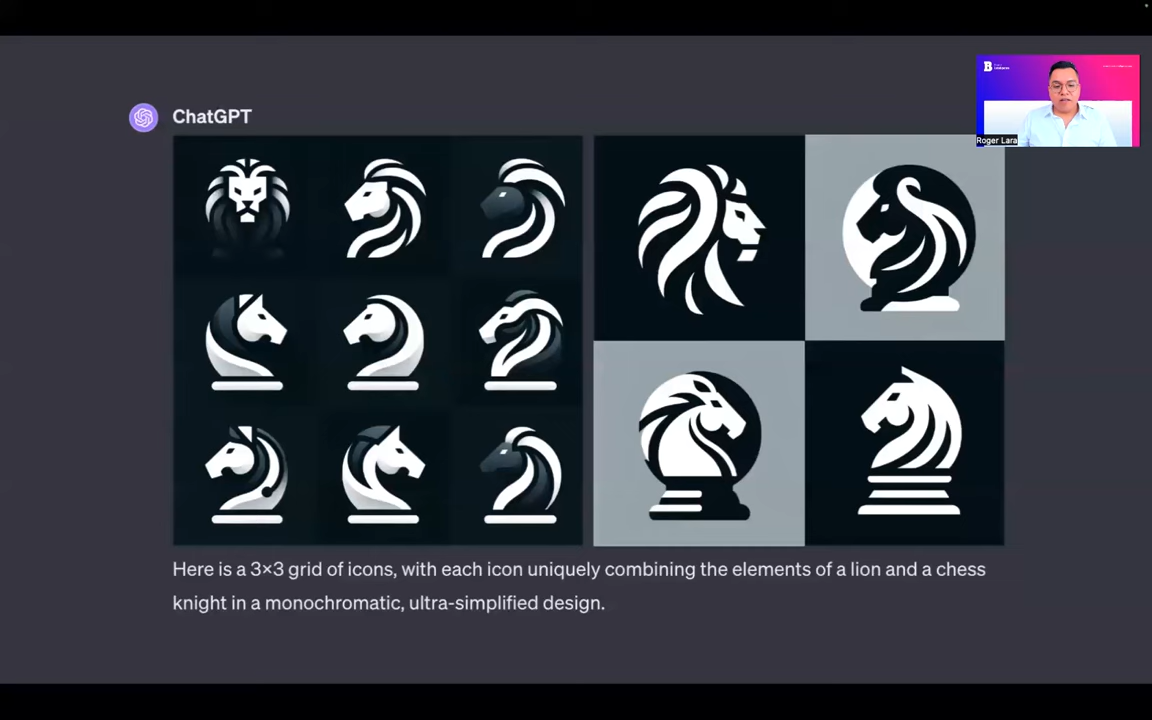 ChatGPT
B
Roger Lara
Here is a 3×3 grid of icons, with each icon uniquely combining the elements of a lion and a chess
knight in a monochromatic, ultra-simplified design.